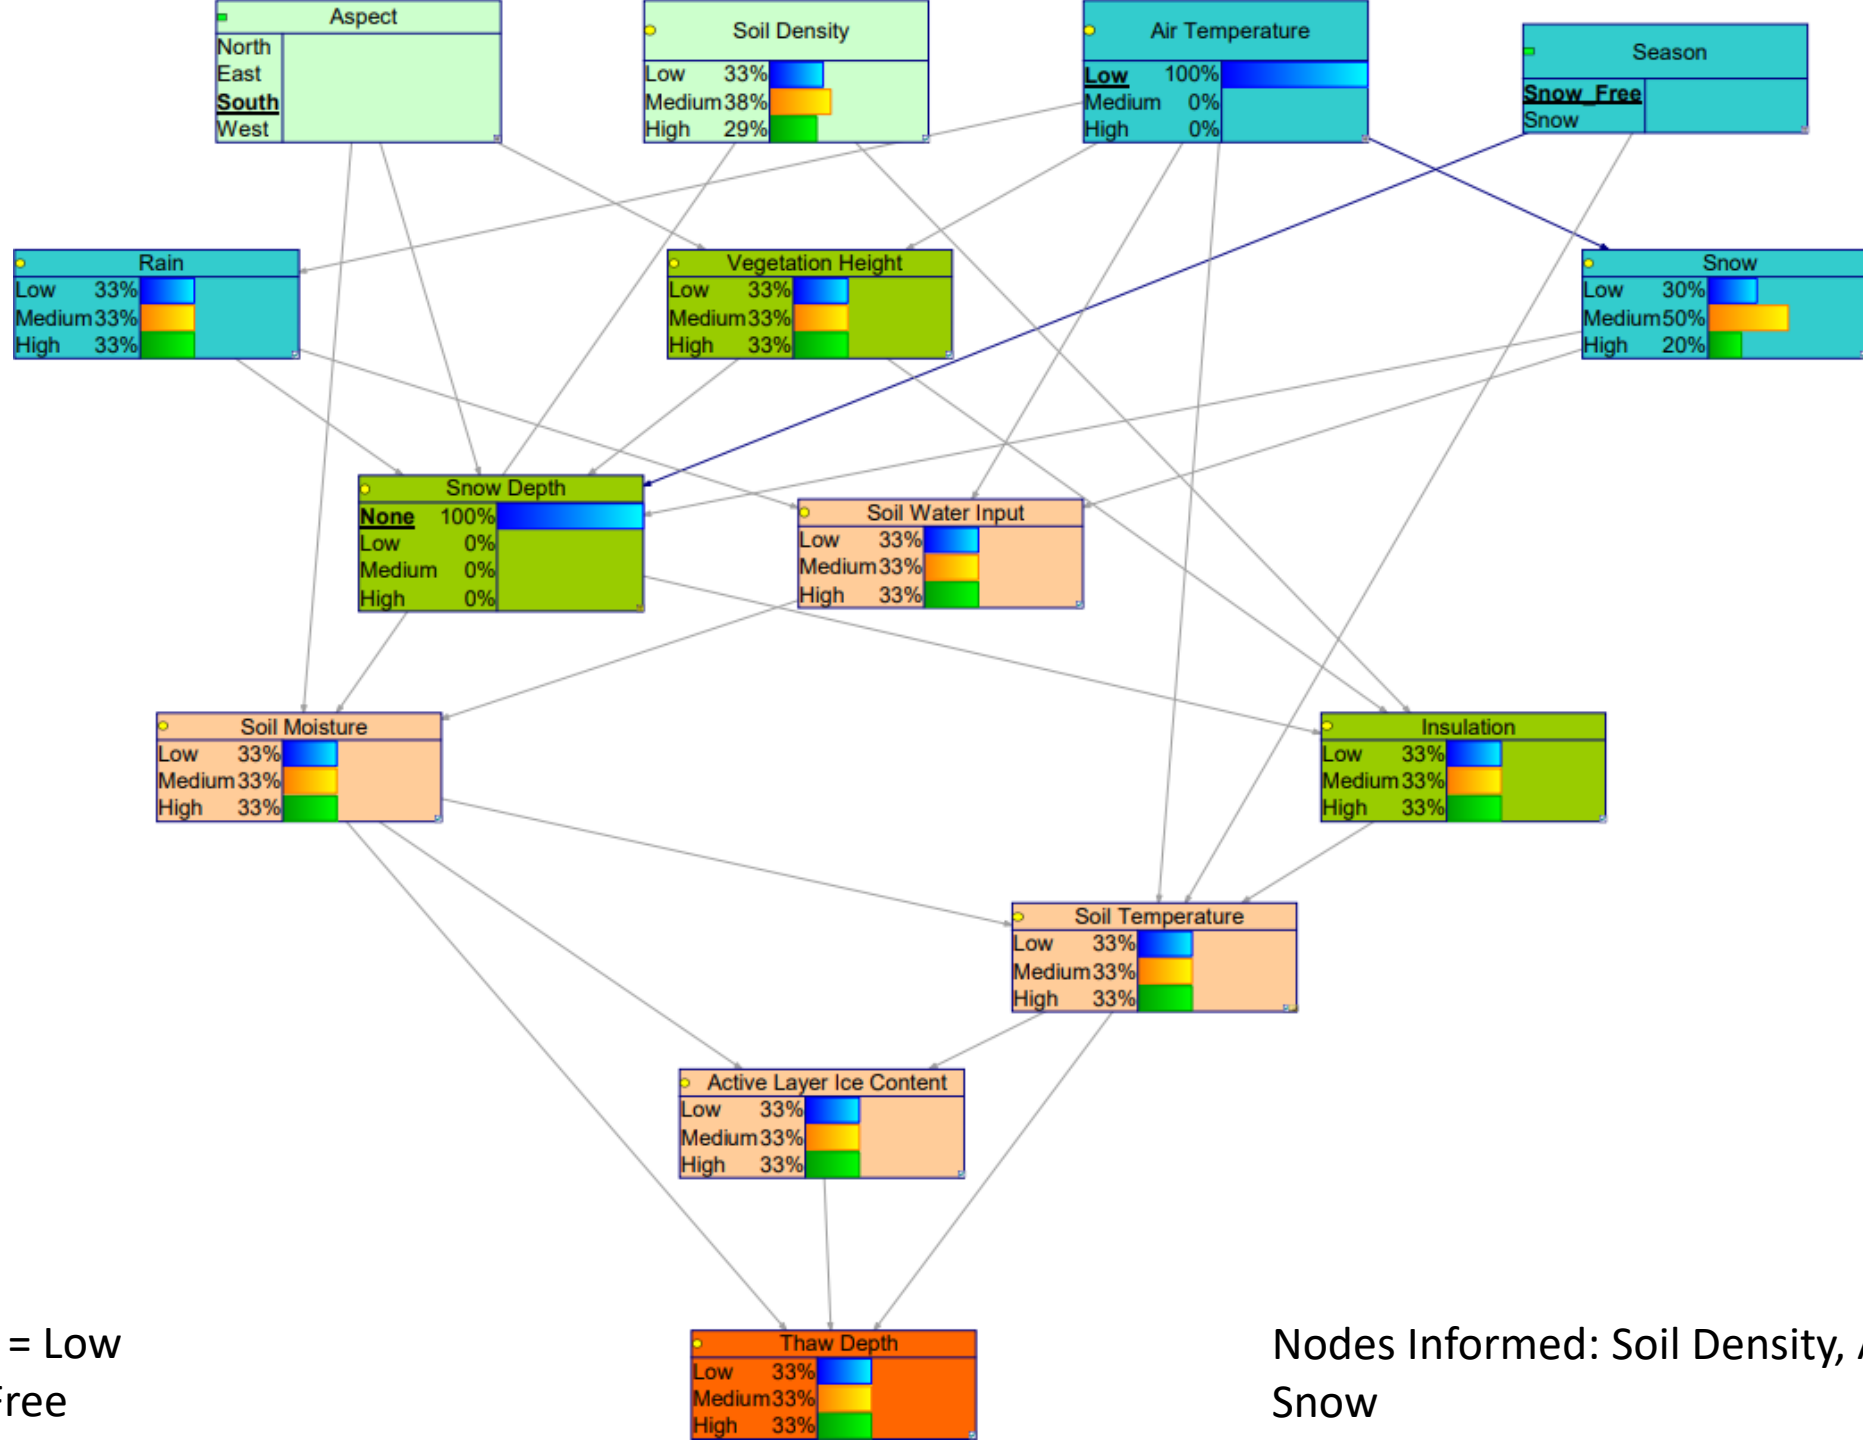 Aspect
North
East
South
West
Soil Density
Low 33%
Medium 38%
High 29%
Air Temperature
Low 100%
Medium 0%
High 0%
Season
Snow_Free
Snow
Rain
Low 33%
Medium 33%
High 33%
Vegetation Height
Low 33%
Medium 33%
High 33%
Snow
Low 30%
Medium 50%
High 20%
Snow Depth
None 100%
Low 0%
Medium 0%
High 0%
Soil Water Input
Low 33%
Medium 33%
High 33%
Soil Moisture
Low 33%
Medium 33%
High 33%
Insulation
Low 33%
Medium 33%
High 33%
Soil Temperature
Low 33%
Medium 33%
High 33%
Active Layer Ice Content
Low 33%
Medium 33%
High 33%
Thaw Depth
Low 33%
Medium 33%
High 33%
= Low
Free
Nodes Informed: Soil Density,
Snow